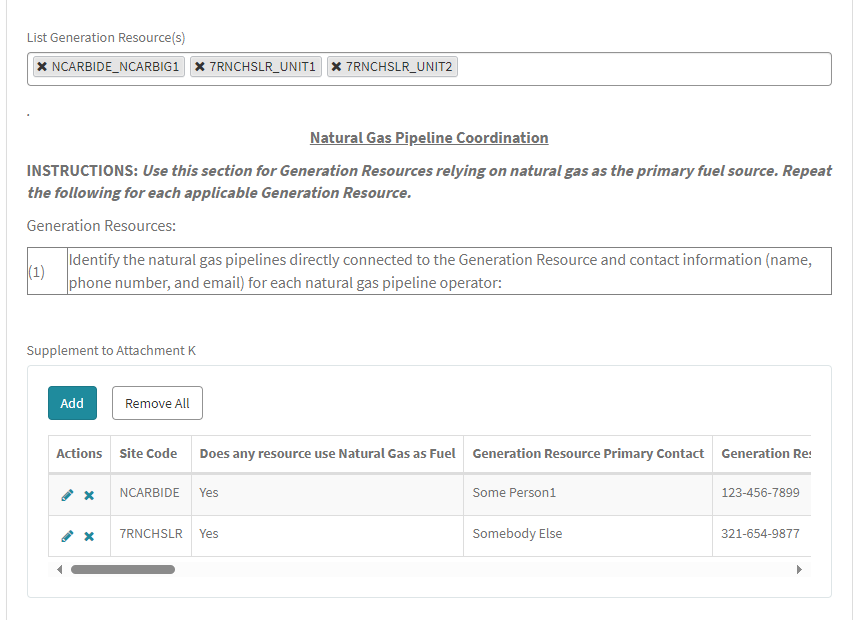 List Generation Resource(s)
✖ NCARBIDE_NCARBIG1 ✖ 7RNCHSLR_UNIT1 ✖ 7RNCHSLR_UNIT2
.
Natural Gas Pipeline Coordination
INSTRUCTIONS: Use this section for Generation Resources relying on natural gas as the primary fuel source. Repeat
the following for each applicable Generation Resource.
Generation Resources:
(1) Identify the natural gas pipelines directly connected to the Generation Resource and contact information (name,
phone number, and email) for each natural gas pipeline operator:
Supplement to Attachment K
Add Remove All
Actions Site Code Does any resource use Natural Gas as Fuel Generation Resource Primary Contact Generation Res
NCARBIDE Yes Some Person1 123-456-7899
7RNCHSLR Yes Somebody Else 321-654-9877